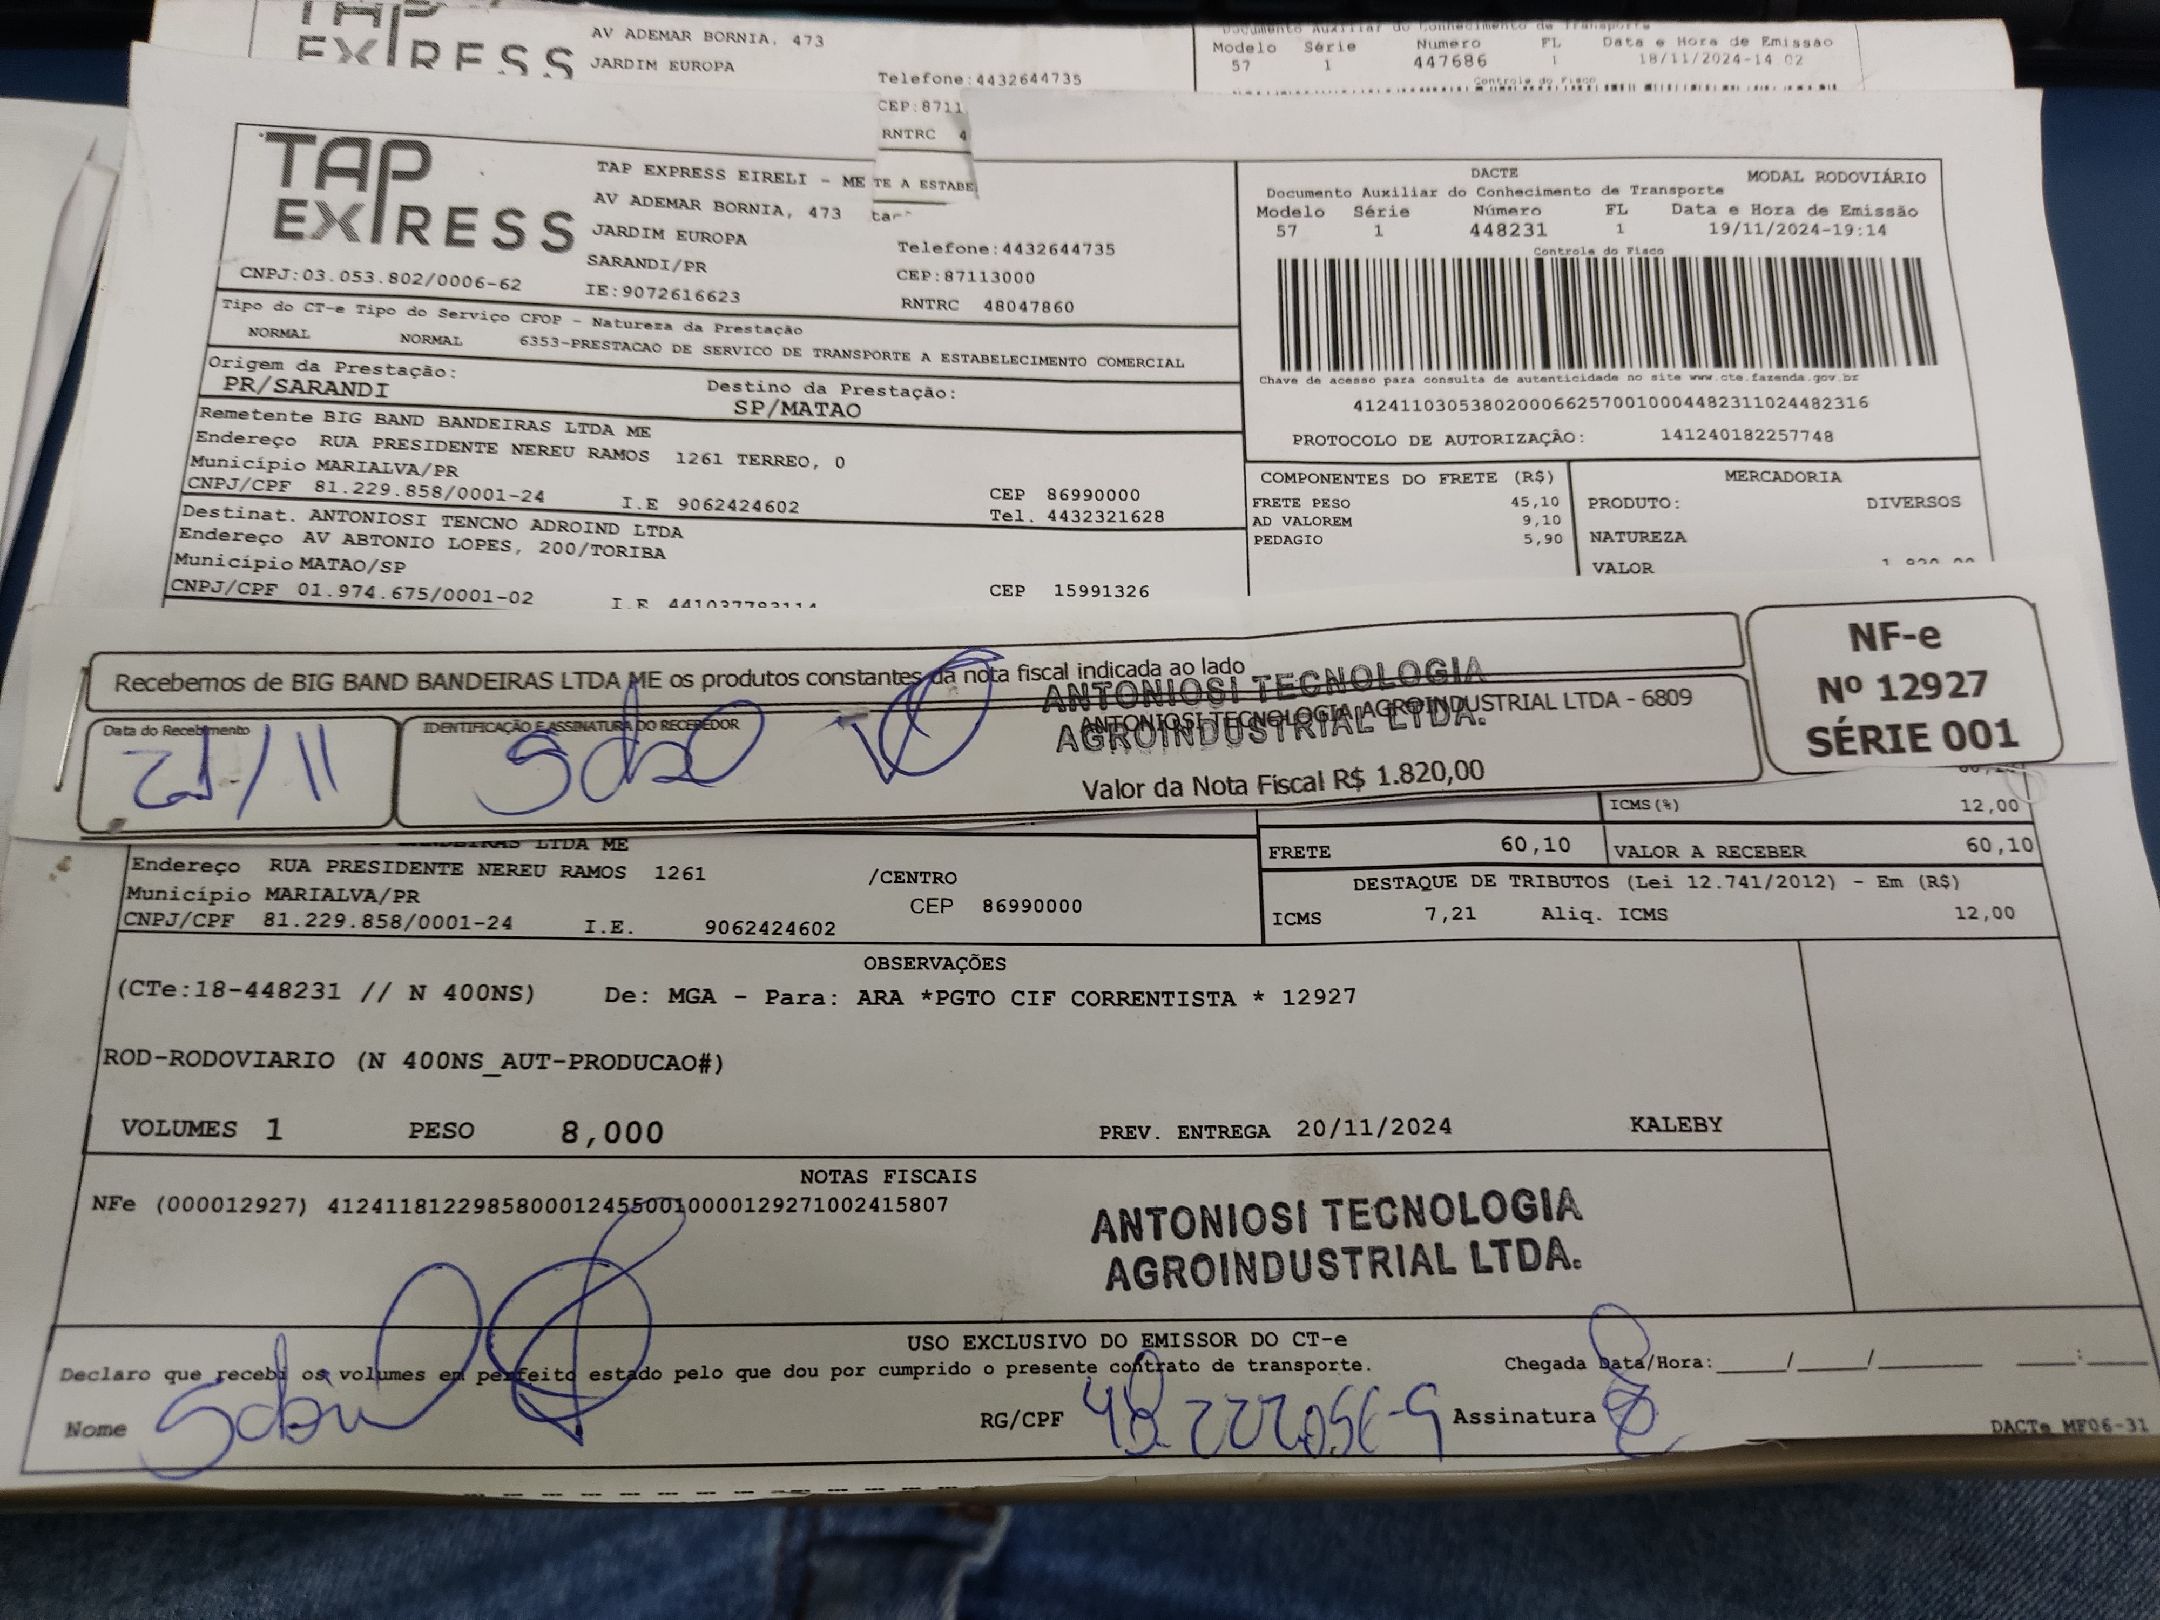 TAP
EXPRESS
AV ADEMAR BORNIA, 473
JARDIM EUROPA
Telefone:4432644735
CEP:8711
RNTRC 4
Documento Auxiliar do Conhecimento de Transporte
Modelo Série Numero FL Data e Hora de Emissão
57 1 447686 1 18/11/2024-14.02
Controle do Fisco
TAP
EXPRESS
CNPJ:03.053.802/0006-62
TAP EXPRESS EIRELI - ME
TE A ESTABE
AV ADEMAR BORNIA, 473
JARDIM EUROPA
Telefone:4432644735
SARANDI/PR
CEP:87113000
IE:9072616623
RNTRC 48047860
DACTE MODAL RODOVIÁRIO
Documento Auxiliar do Conhecimento de Transporte
Modelo Série Número FL Data e Hora de Emissão
57 1 448231 1 19/11/2024-19:14
Controle do Fisco
Chave de acesso para consulta de autenticidade no site www.cte.fazenda.gov.br
41241103053802000662570010004482311024482316
PROTOCOLO DE AUTORIZAÇÃO: 141240182257748
Tipo do CT-e Tipo do Serviço CFOP - Natureza da Prestação
NORMAL NORMAL 6353-PRESTACAO DE SERVICO DE TRANSPORTE A ESTABELECIMENTO COMERCIAL
Origem da Prestação: Destino da Prestação:
PR/SARANDI SP/MATAO
Remetente BIG BAND BANDEIRAS LTDA ME
Endereço RUA PRESIDENTE NEREU RAMOS 1261 TERREO, 0
Município MARIALVA/PR CEP 86990000
CNPJ/CPF 81.229.858/0001-24 I.E 9062424602 Tel. 4432321628
Destinat. ANTONIOSI TENCNO ADROIND LTDA
Endereço AV ABTONIO LOPES, 200/TORIBA
Município MATAO/SP CEP 15991326
CNPJ/CPF 01.974.675/0001-02 I.E 441037793114
COMPONENTES DO FRETE (R$)
FRETE PESO 45,10
AD VALOREM 9,10
PEDAGIO 5,90
MERCADORIA
PRODUTO: DIVERSOS
NATUREZA
VALOR
Recebemos de BIG BAND BANDEIRAS LTDA ME os produtos constantes da nota fiscal indicada ao lado
ANTONIOSI TECNOLOGIA
AGROINDUSTRIAL LTDA.
Data do Recebimento
21/11
IDENTIFICAÇÃO E ASSINATURA DO RECEBEDOR
ANTONIOSI TECNOLOGIA AGROINDUSTRIAL LTDA - 6809
Valor da Nota Fiscal R$ 1.820,00
NF-e
Nº 12927
SÉRIE 001
ICMS(%) 12,00
FRETE 60,10 VALOR A RECEBER 60,10
DESTAQUE DE TRIBUTOS (Lei 12.741/2012) - Em (R$)
ICMS 7,21 Aliq. ICMS 12,00
LTDA ME
Endereço RUA PRESIDENTE NEREU RAMOS 1261 /CENTRO
Município MARIALVA/PR CEP 86990000
CNPJ/CPF 81.229.858/0001-24 I.E. 9062424602
OBSERVAÇÕES
(CTe:18-448231 // N 400NS) De: MGA - Para: ARA *PGTO CIF CORRENTISTA * 12927
ROD-RODOVIARIO (N 400NS_AUT-PRODUCAO#)
VOLUMES 1 PESO 8,000 PREV. ENTREGA 20/11/2024 KALEBY
NOTAS FISCAIS
NFe (000012927) 41241181229858000124550010000129271002415807
ANTONIOSI TECNOLOGIA
AGROINDUSTRIAL LTDA.
USO EXCLUSIVO DO EMISSOR DO CT-e
Declaro que recebi os volumes em perfeito estado pelo que dou por cumprido o presente contrato de transporte. Chegada Data/Hora:
Nome RG/CPF Assinatura
DACTe MF06-31